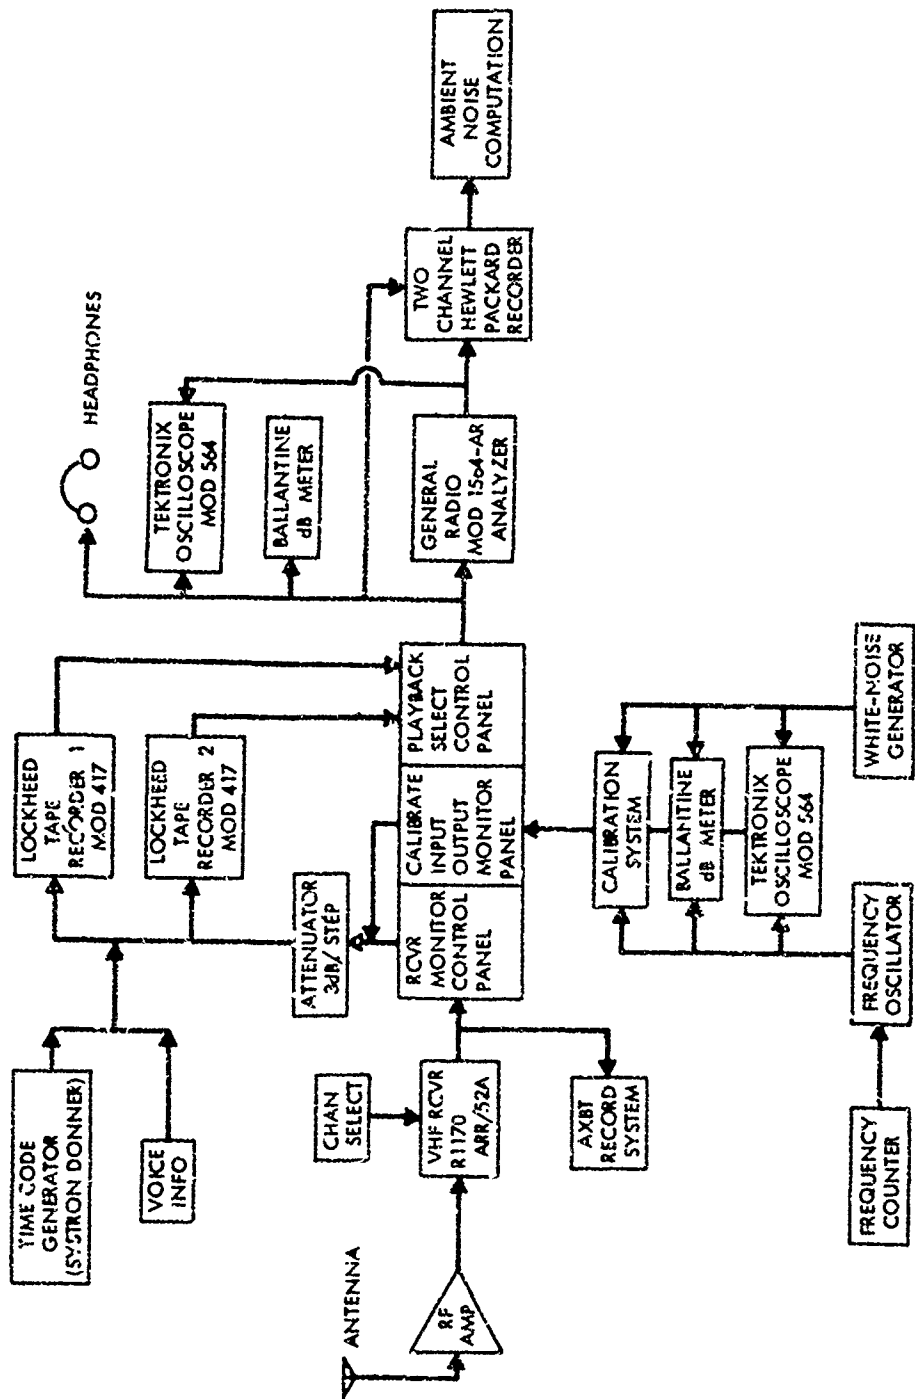 ANTENNA
RF
AMP
CHAN
SELECT
VHF RCVR
R1170
ARR/52A
AXBT
RECORD
SYSTEM
TIME CODE
GENERATOR
(SYSTRON DONNER)
VOICE
INFO
ATTENUATOR
3dB/STEP
LOCKHEED
TAPE
RECORDER 1
MOD 417
LOCKHEED
TAPE
RECORDER 2
MOD 417
RCVR
MONITOR
CONTROL
PANEL
CALIBRATE
INPUT
OUTPUT
MONITOR
PANEL
PLAYBACK
SELECT
CONTROL
PANEL
CALIBRATION
SYSTEM
BALLANTINE
dB METER
TEKTRONIX
OSCILLOSCOPE
MOD 564
FREQUENCY
COUNTER
FREQUENCY
OSCILLATOR
WHITE-NOISE
GENERATOR
HEADPHONES
TEKTRONIX
OSCILLOSCOPE
MOD 564
BALLANTINE
dB METER
GENERAL
RADIO
MOD 1564-AR
ANALYZER
TWO
CHANNEL
HEWLETT
PACKARD
RECORDER
AMBIENT
NOISE
COMPUTATION